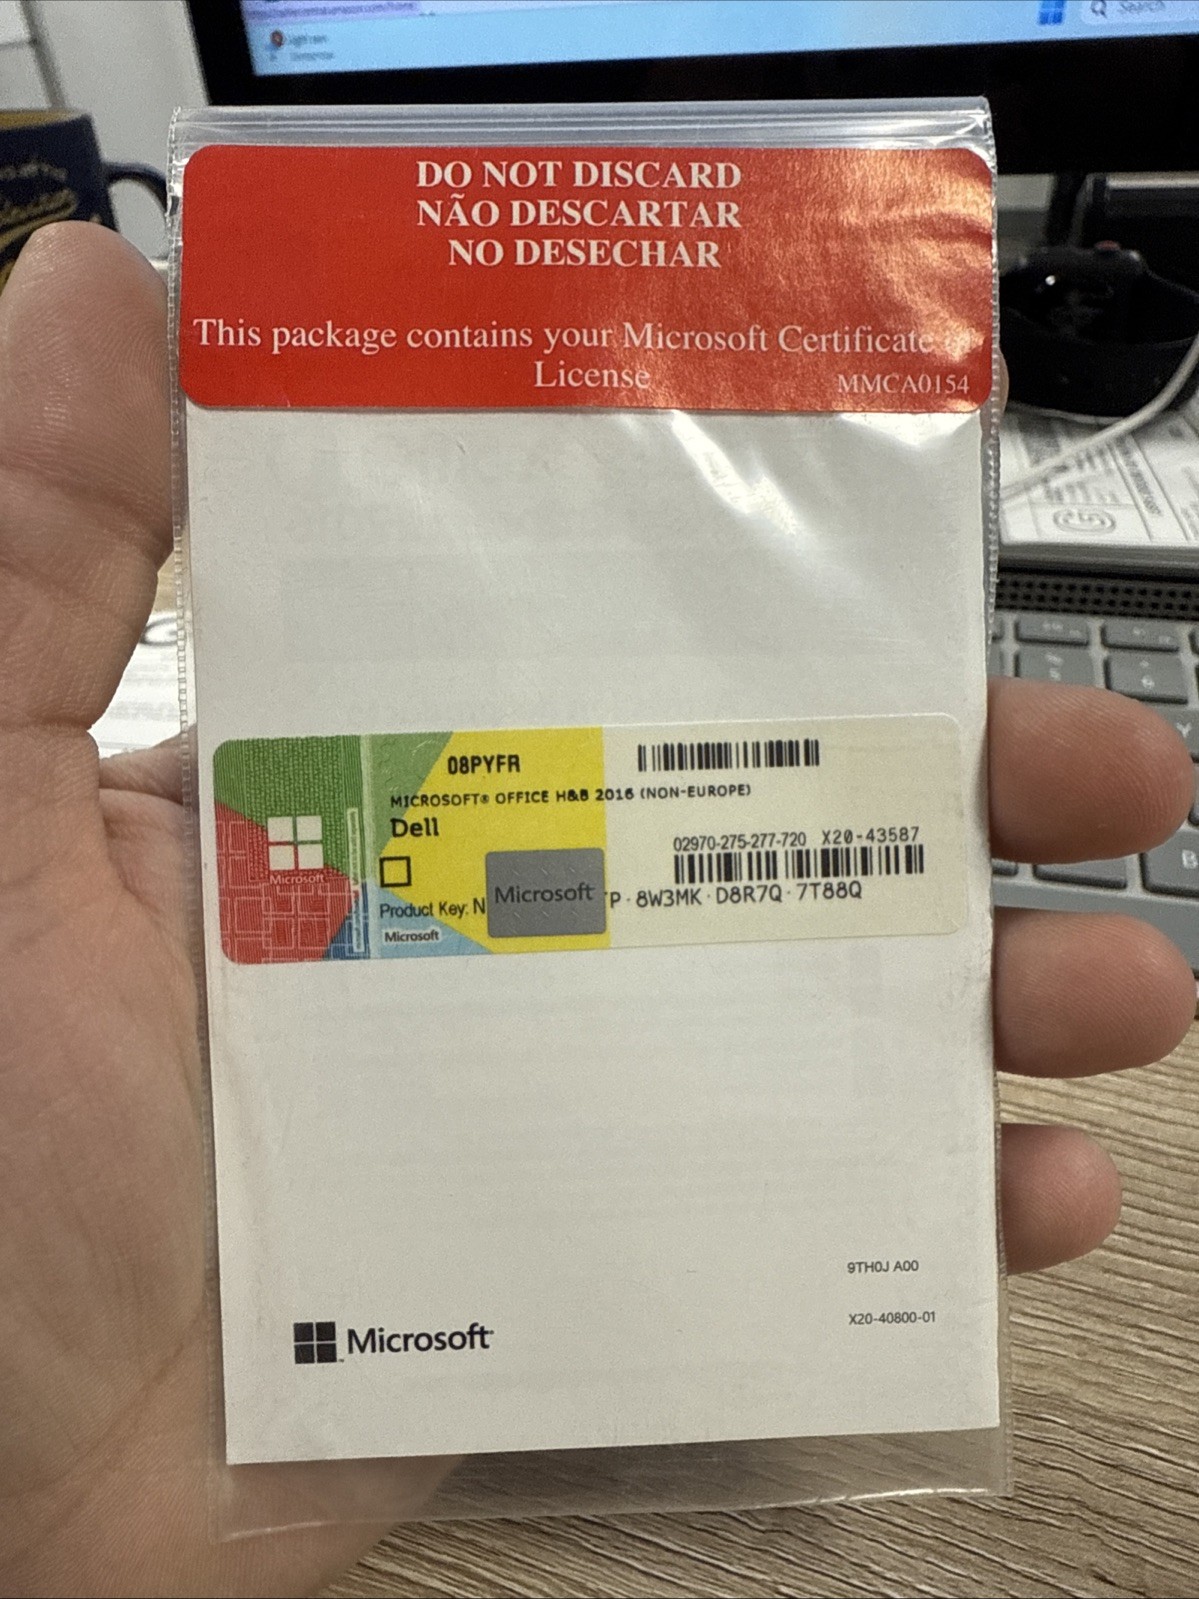 Search
DO NOT DISCARD
NÃO DESCARTAR
NO DESECHAR
This package contains your Microsoft Certificate of
License
MMCA0154
08PYFR
MICROSOFT® OFFICE H&B 2016 (NON-EUROPE)
Dell
02970-275-277-720 X20-43587
Product Key: N
Microsoft
P · 8W3MK · D8R7Q · 7T88Q
Microsoft
Microsoft
9TH0J A00
X20-40800-01
Microsoft